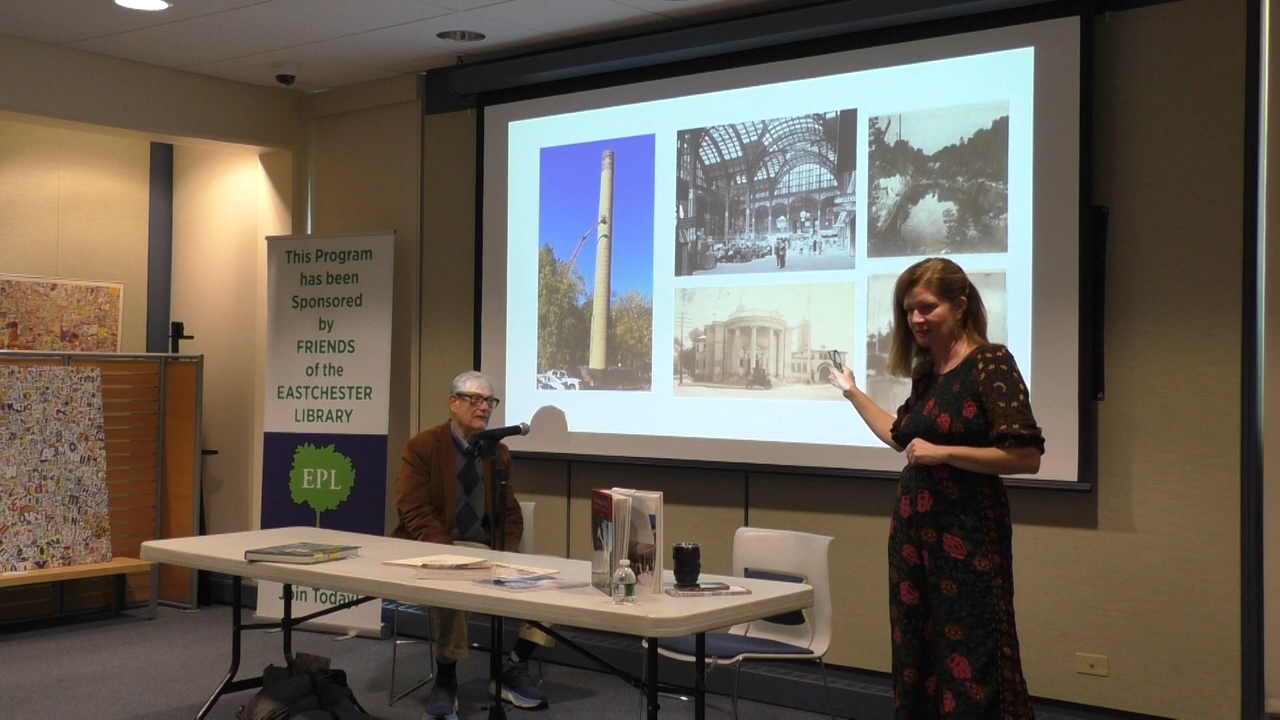 This Program
has been
Sponsored
by
FRIENDS
of the
EASTCHESTER
LIBRARY
EPL
Join Today!